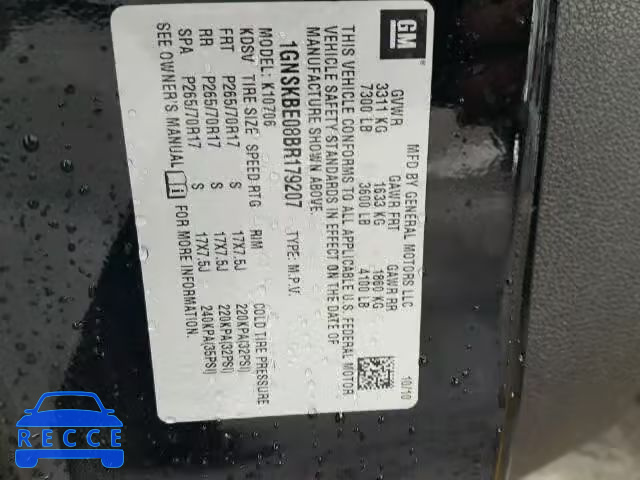 GM
MFD BY GENERAL MOTORS LLC
10/10
GVWR GAWR FRT GAWR RR
3311 KG 1633 KG 1860 KG
7300 LB 3600 LB 4100 LB
THIS VEHICLE CONFORMS TO ALL APPLICABLE U.S. FEDERAL MOTOR
VEHICLE SAFETY STANDARDS IN EFFECT ON THE DATE OF
MANUFACTURE SHOWN ABOVE.
1GNSKBE08BR179207 TYPE: M.P.V.
MODEL: K10706
KDSV TIRE SIZE SPEED RTG RIM COLD TIRE PRESSURE
FRT P265/70R17 S 17X7.5J 220KPA(32PSI)
RR P265/70R17 S 17X7.5J 220KPA(32PSI)
SPA P265/70R17 S 17X7.5J 240KPA(35PSI)
SEE OWNER'S MANUAL FOR MORE INFORMATION.
RECCE